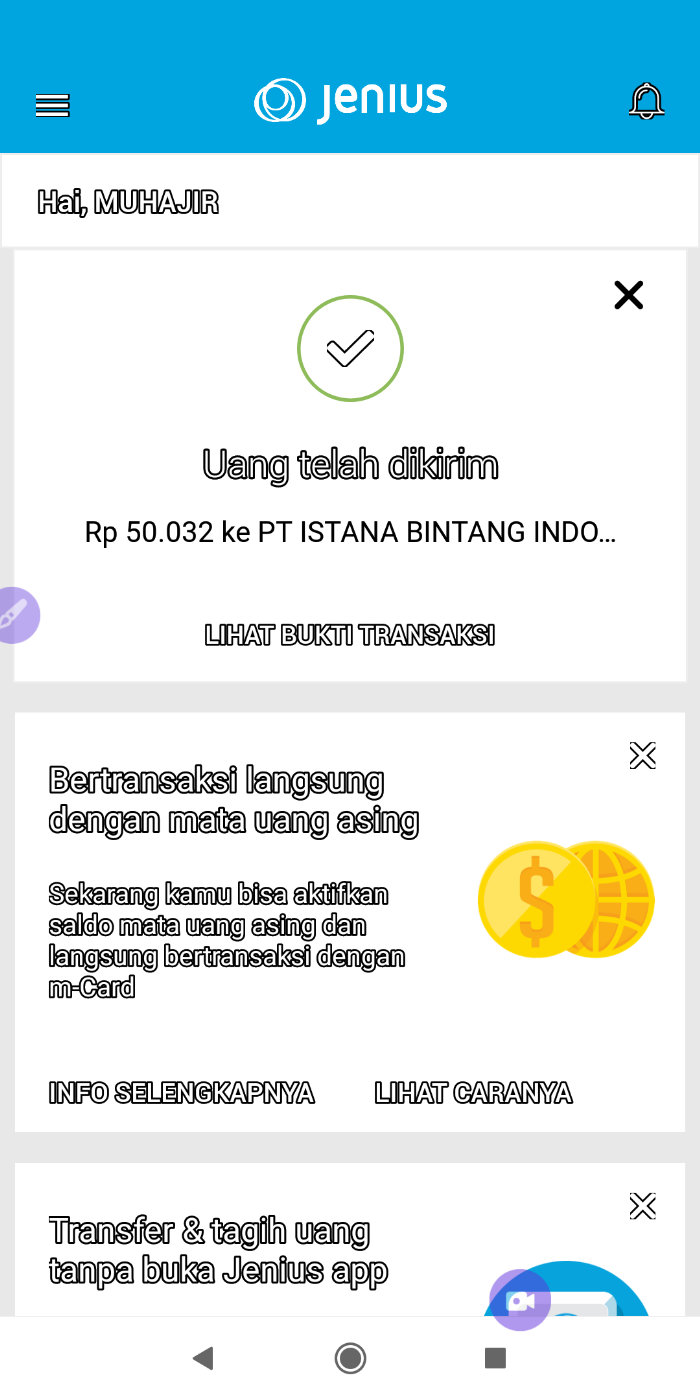 Jenius
Hai, MUHAJIR
Uang telah dikirim
Rp 50.032 ke PT ISTANA BINTANG INDO...
LIHAT BUKTI TRANSAKSI
Bertransaksi langsung
dengan mata uang asing
Sekarang kamu bisa aktifkan
saldo mata uang asing dan
langsung bertransaksi dengan
m-Card
INFO SELENGKAPNYA LIHAT CARANYA
Transfer & tagih uang
tanpa buka Jenius app